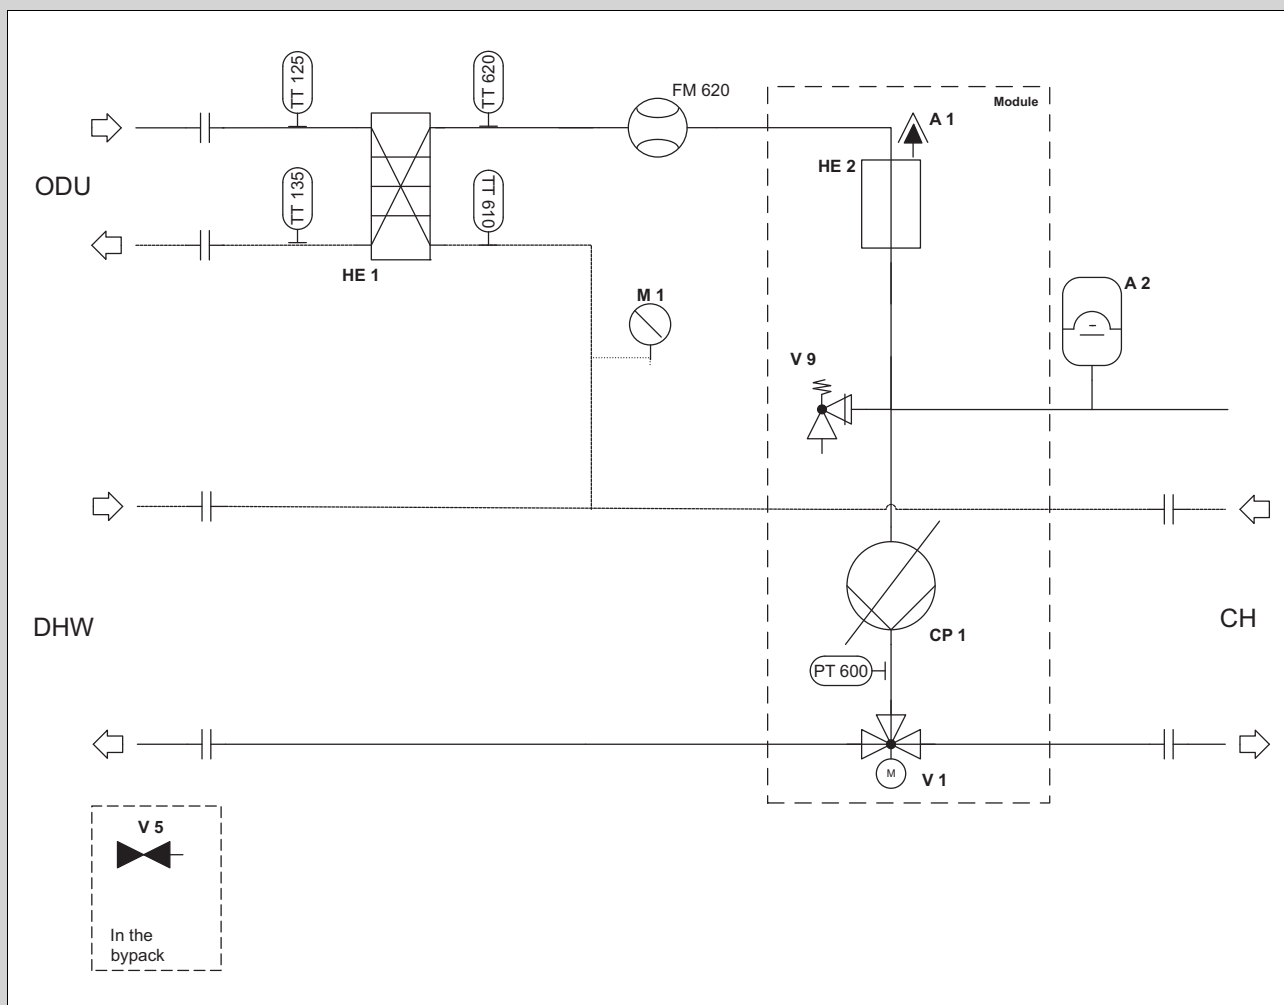 TT 125
TT 620
FM 620
Module
A 1
HE 2
ODU
TT 135
TT 610
HE 1
M 1
A 2
V 9
DHW
CP 1
CH
PT 600
M
V 1
V 5
In the
bypack